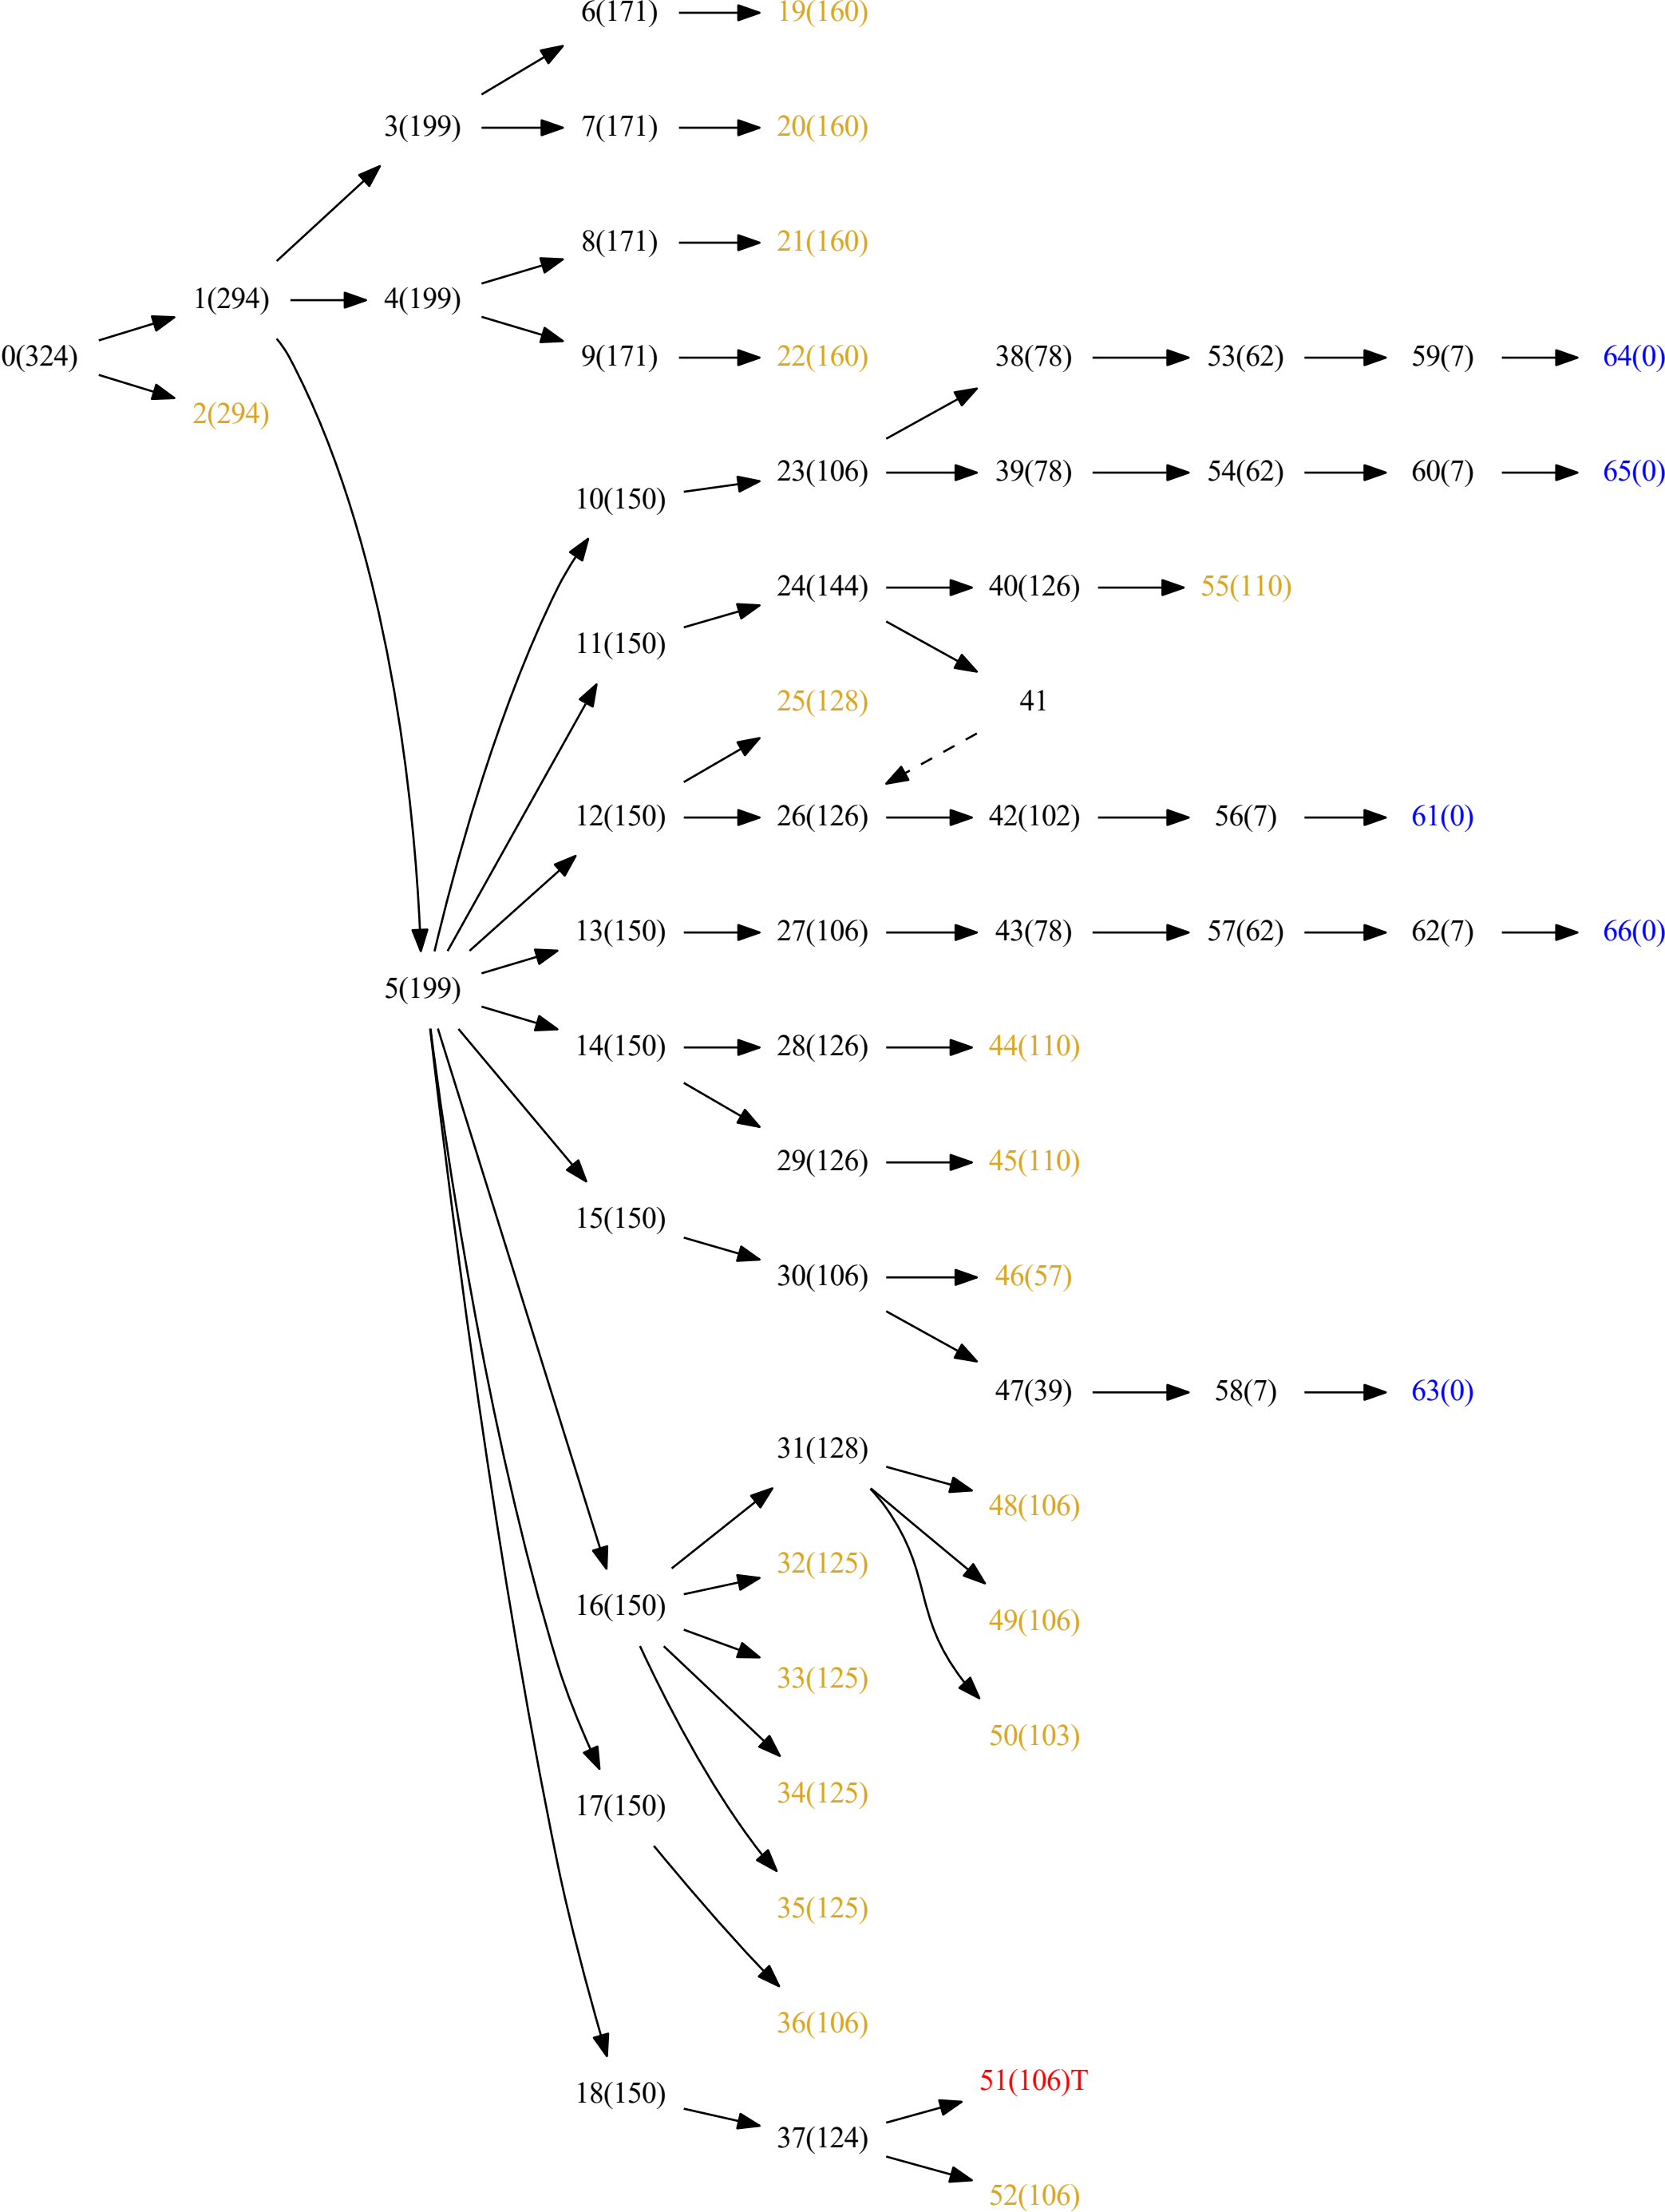 6(171) 19(160)
3(199) 7(171) 20(160)
8(171) 21(160)
1(294) 4(199)
0(324) 9(171) 22(160) 38(78) 53(62) 59(7) 64(0)
2(294)
23(106) 39(78) 54(62) 60(7) 65(0)
10(150)
24(144) 40(126) 55(110)
11(150)
25(128) 41
12(150) 26(126) 42(102) 56(7) 61(0)
13(150) 27(106) 43(78) 57(62) 62(7) 66(0)
5(199)
14(150) 28(126) 44(110)
29(126) 45(110)
15(150)
30(106) 46(57)
47(39) 58(7) 63(0)
31(128)
48(106)
32(125)
16(150)
49(106)
33(125)
50(103)
34(125)
17(150)
35(125)
36(106)
51(106)T
18(150)
37(124)
52(106)